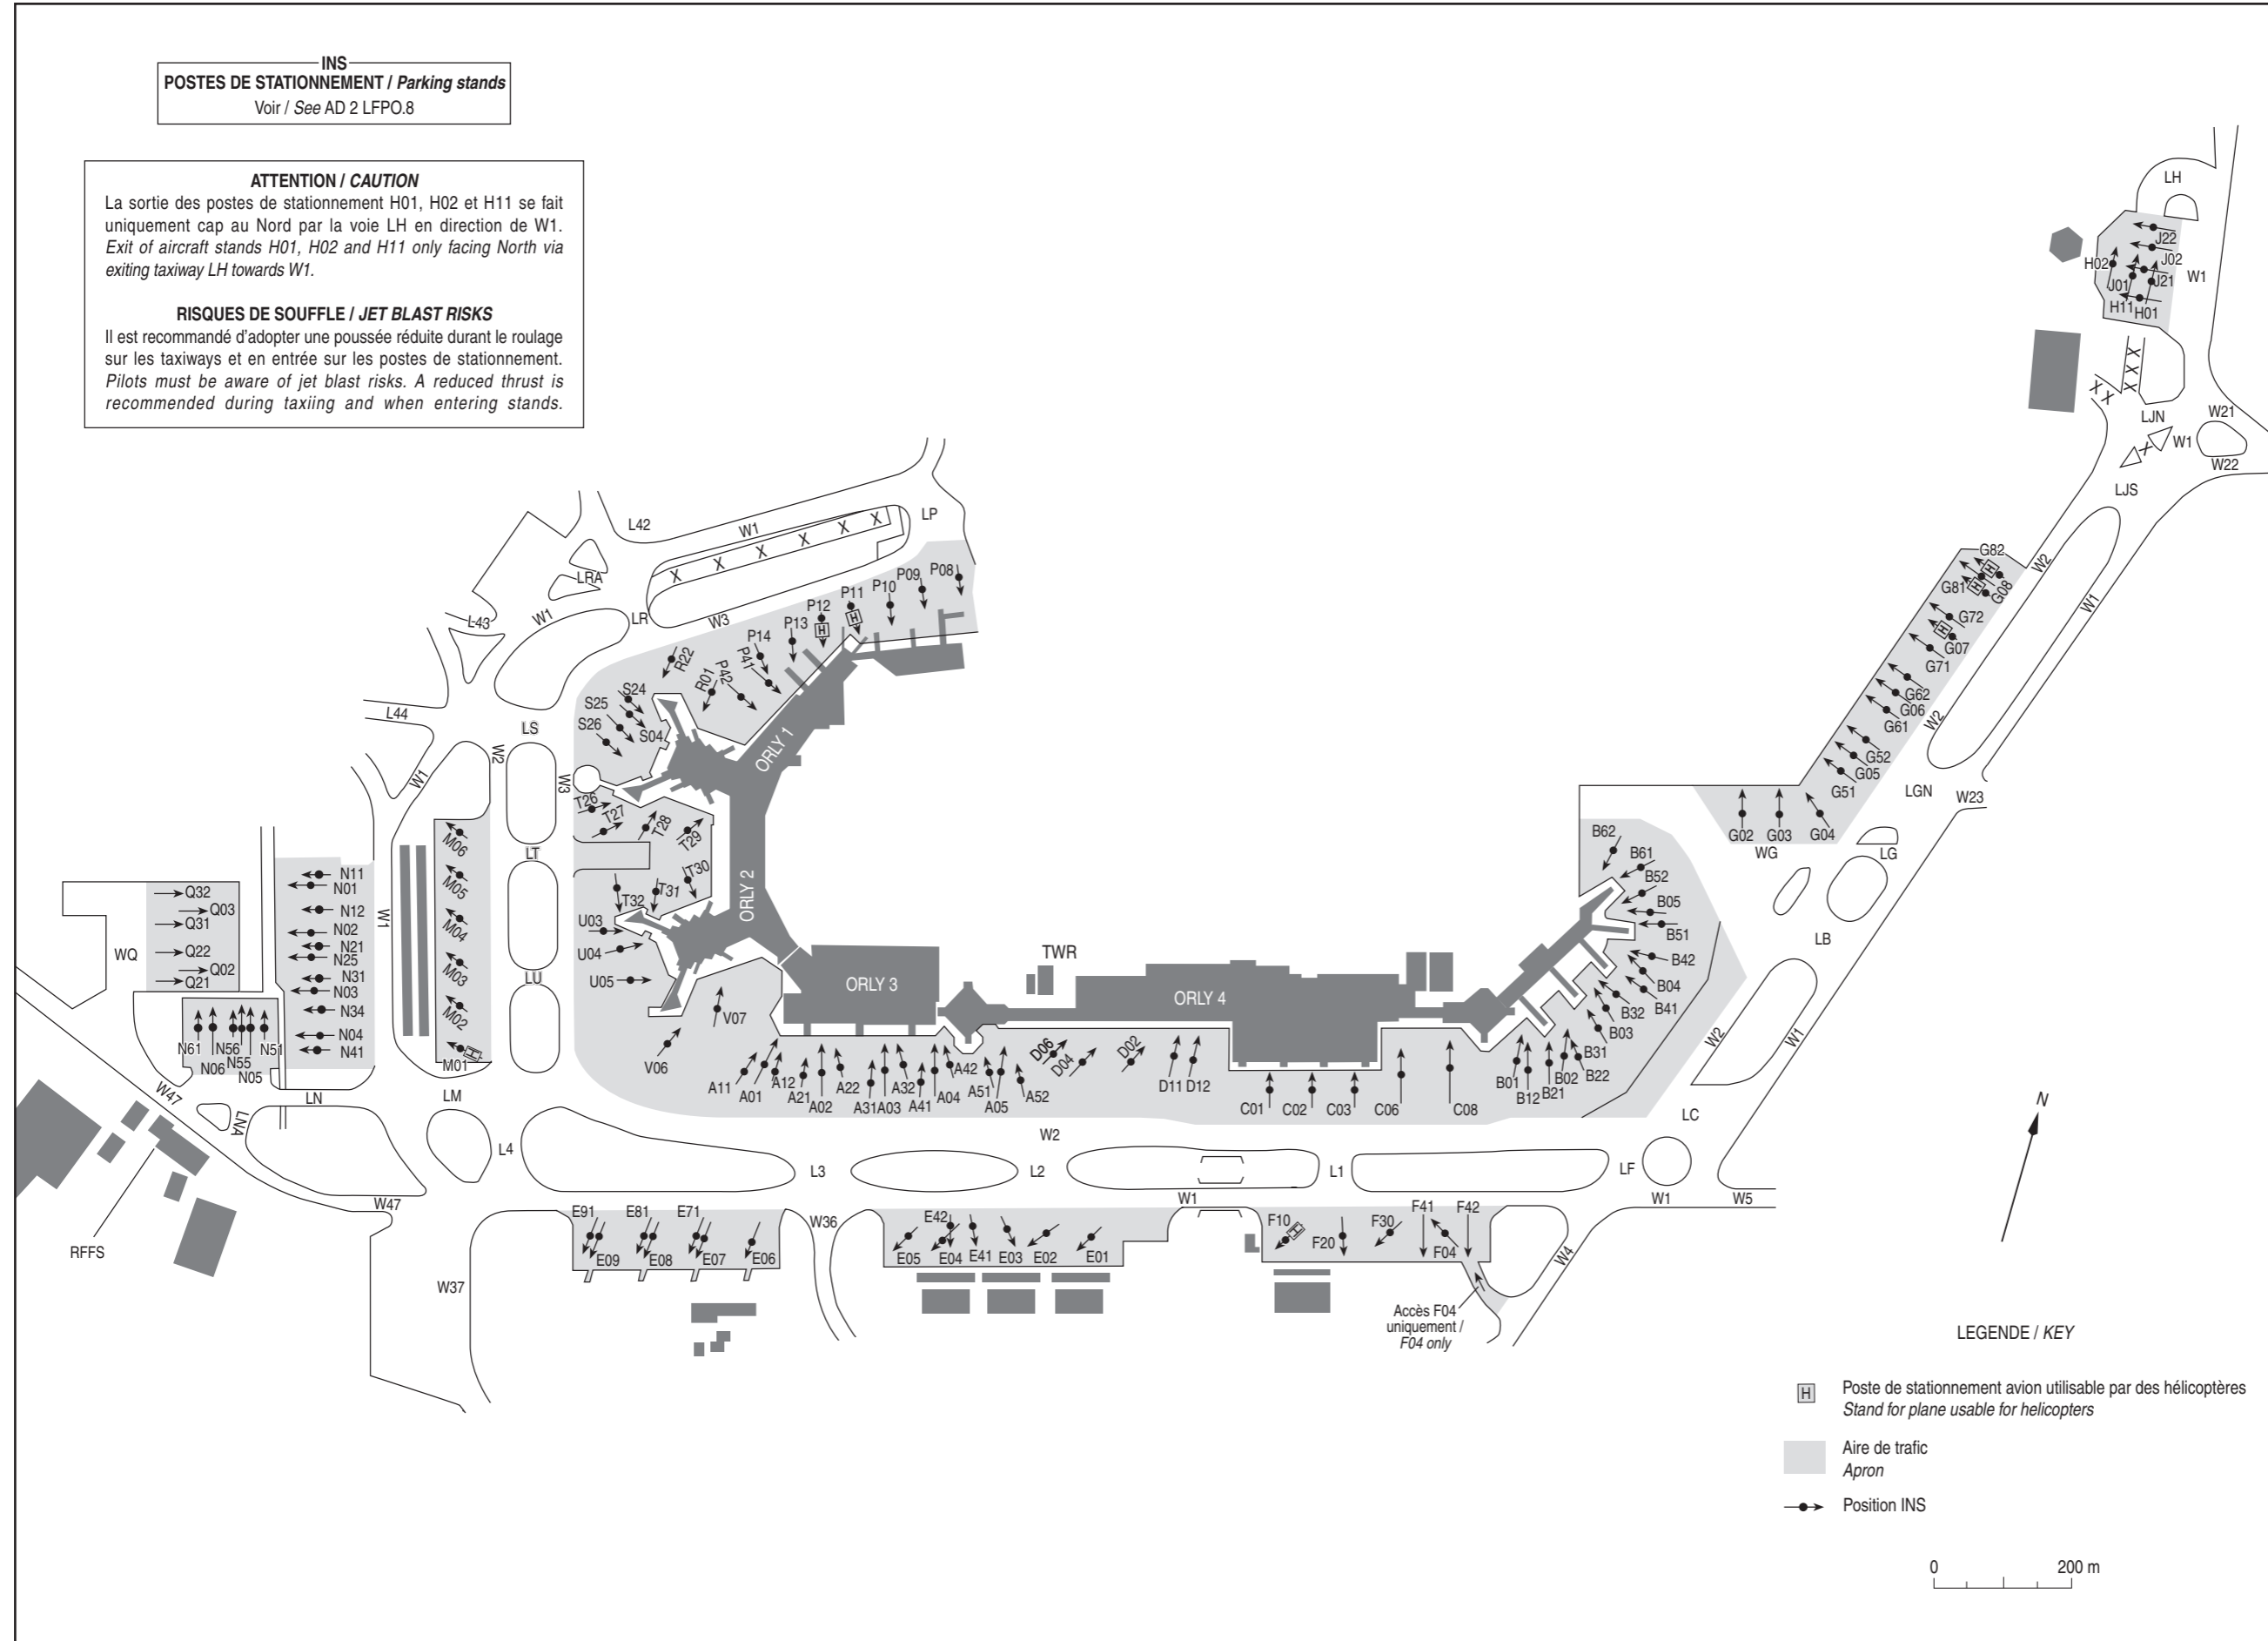 INS
POSTES DE STATIONNEMENT / Parking stands
Voir / See AD 2 LFPO.8
ATTENTION / CAUTION
La sortie des postes de stationnement H01, H02 et H11 se fait
uniquement cap au Nord par la voie LH en direction de W1.
Exit of aircraft stands H01, H02 and H11 only facing North via
exiting taxiway LH towards W1.
RISQUES DE SOUFFLE / JET BLAST RISKS
Il est recommandé d'adopter une poussée réduite durant le roulage
sur les taxiways et en entrée sur les postes de stationnement.
Pilots must be aware of jet blast risks. A reduced thrust is
recommended during taxiing and when entering stands.
LH
J22
J02
H02
W1
J01
J21
H11
H01
X X X
X X
LJN
W21
X
W1
W22
LJS
L42
W1
X X X X X X
LP
LRA
L43
W1
LR
W3
P08
P09
P10
P11
H
P12
H
P13
P14
P41
P42
R01
R22
S24
S25
S26
S04
L44
LS
W2
W1
W3
ORLY 1
T26
T27
T28
T29
T30
T31
T32
LT
ORLY 2
U03
U04
U05
LU
V07
V06
M06
M05
M04
M03
M02
M01
H
W1
N11
N01
N12
N02
N21
N25
N31
N03
N34
N04
N41
Q32
Q03
Q31
Q22
Q02
Q21
WQ
N61
N06
N56
N55
N05
N51
W47
LNA
LN
LM
L4
W47
RFFS
W37
ORLY 3
TWR
ORLY 4
A11
A01
A12
A21
A02
A22
A31
A03
A32
A41
A04
A42
A51
A05
A52
D06
D04
D02
D11
D12
C01
C02
C03
C06
C08
B01
B12
B21
B02
B22
B31
B03
B32
B41
B04
B42
B51
B05
B52
B61
B62
G82
H
G81
H
G08
G72
H
G07
G71
G62
G06
G61
G52
G05
G51
G04
G03
G02
WG
W2
W1
W2
LGN
W23
LG
LB
W2
W1
LC
W2
L3
L2
L1
LF
W1
W1
W5
W36
W4
E91
E09
E81
E08
E71
E07
E06
E05
E42
E04
E41
E03
E02
E01
F10
H
F20
F30
F41
F04
F42
Accès F04
uniquement /
F04 only
N
LEGENDE / KEY
H
Poste de stationnement avion utilisable par des hélicoptères
Stand for plane usable for helicopters
Aire de trafic
Apron
Position INS
0 200 m